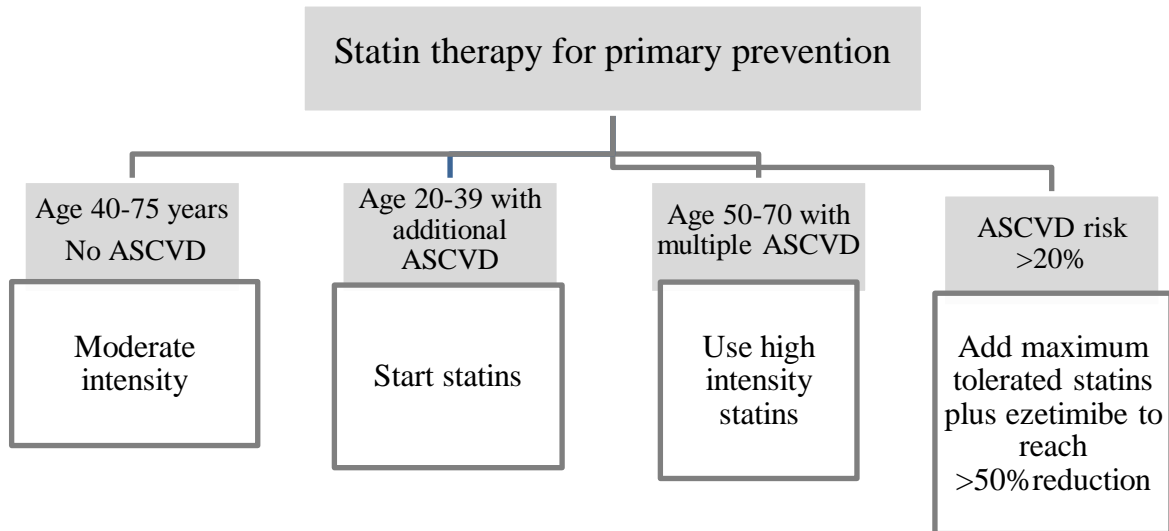 Statin therapy for primary prevention
Age 40-75 years
No ASCVD
Age 20-39 with
additional
ASCVD
Age 50-70 with
multiple ASCVD
ASCVD risk
>20%
Moderate
intensity
Start statins
Use high
intensity
statins
Add maximum
tolerated statins
plus ezetimibe to
reach
>50%reduction